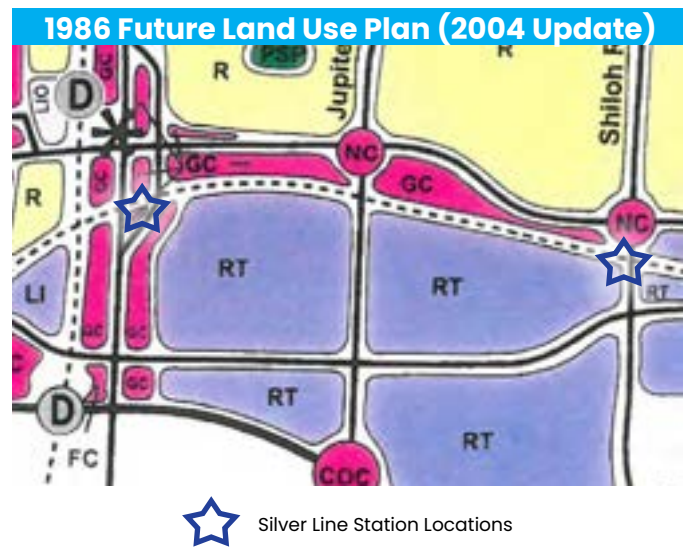 1986 Future Land Use Plan (2004 Update)
GC
R
PSP
Jupite
R
Shiloh R
LIO
D
NC
GC
GC
GC
R
NC
RT
RT
RT
LI
GC
GC
GC
RT
D
RT
FC
CDC
Silver Line Station Locations